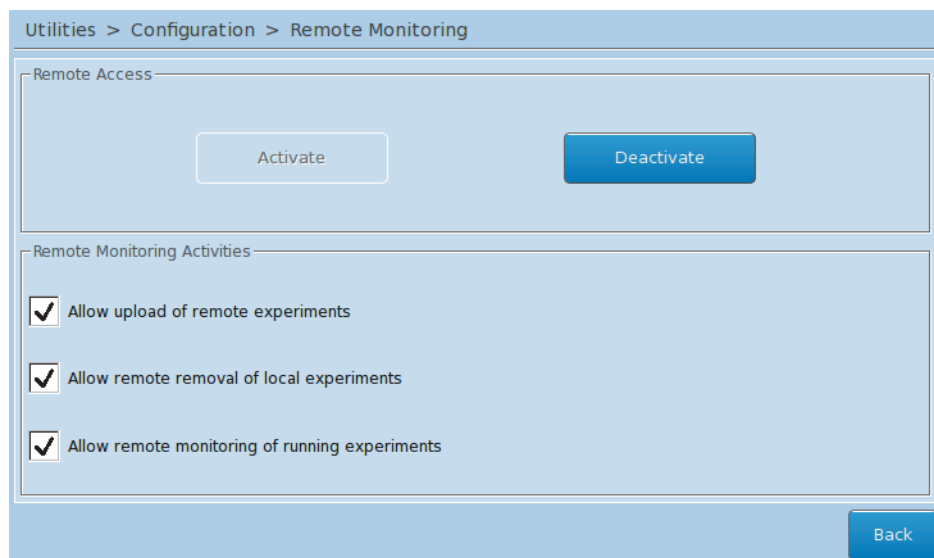 Utilities > Configuration > Remote Monitoring
Remote Access
Activate
Deactivate
Remote Monitoring Activities
Allow upload of remote experiments
Allow remote removal of local experiments
Allow remote monitoring of running experiments
Back